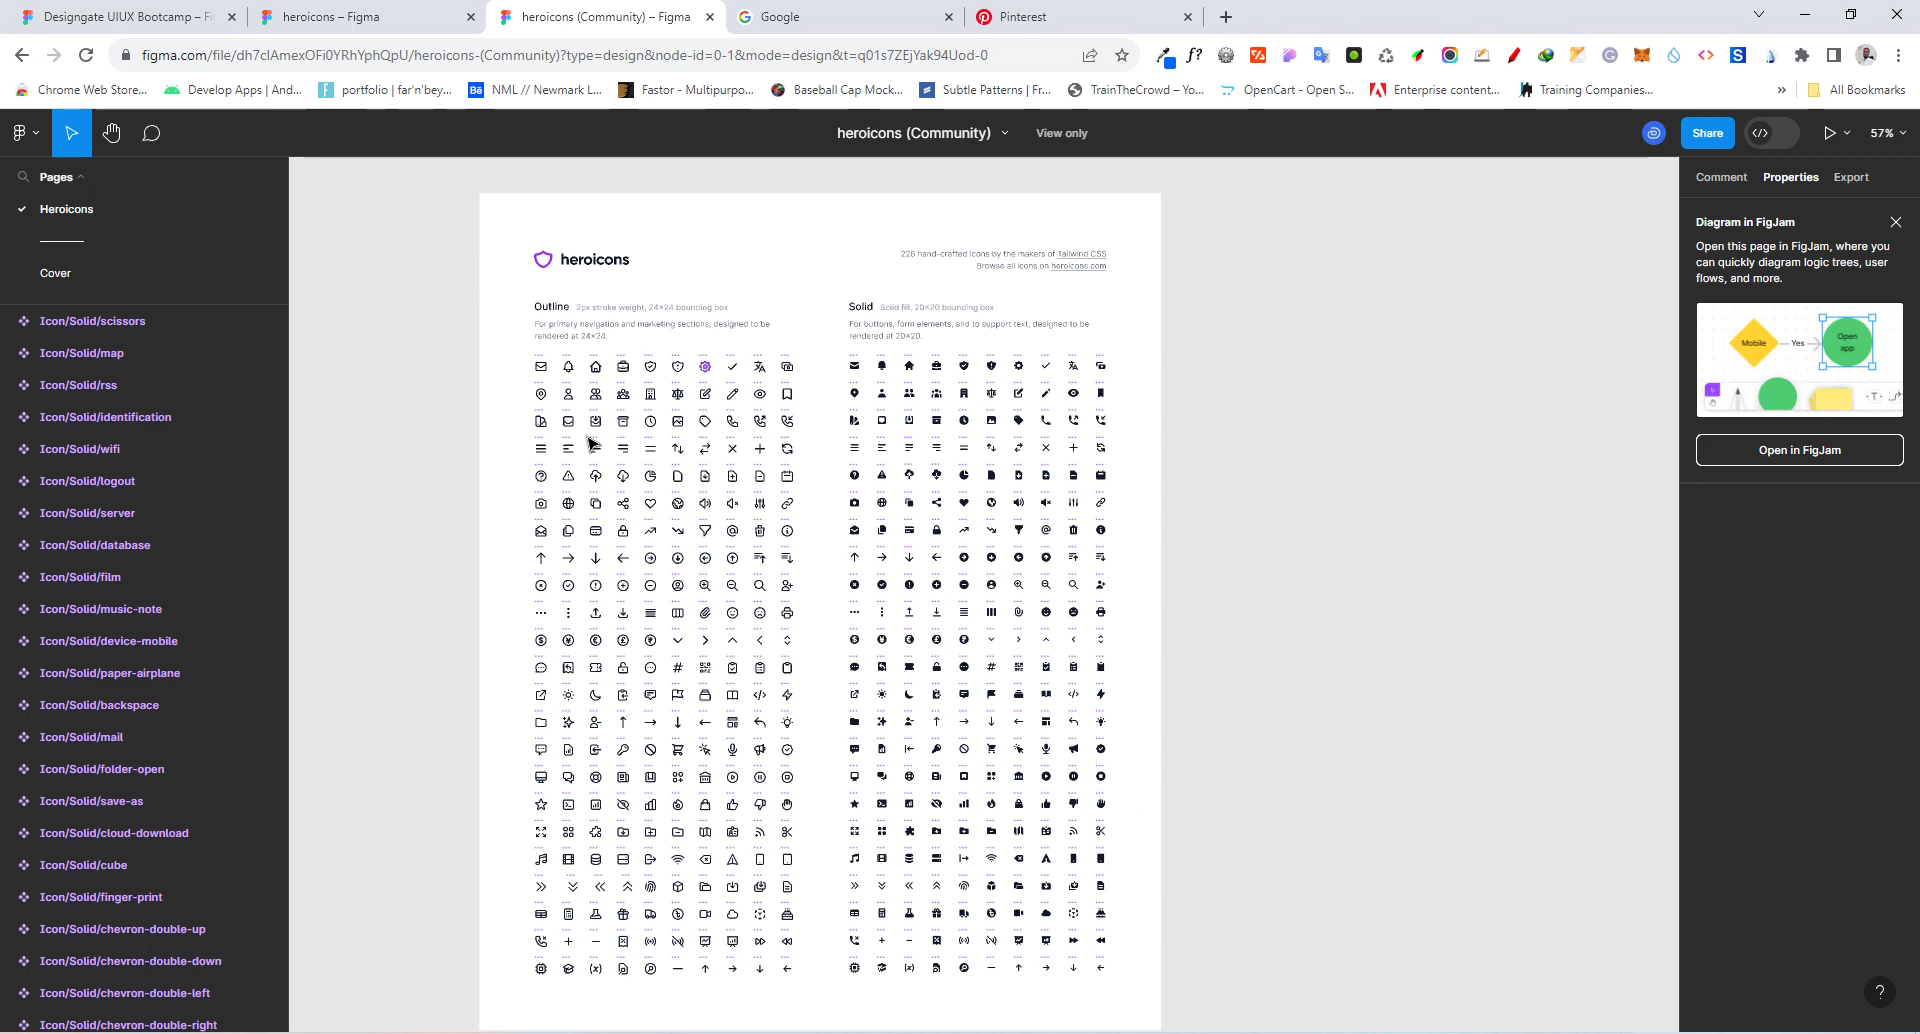 Designgate UIUX Bootcamp – Fi
heroicons – Figma
heroicons (Community) – Figma
Google
Pinterest
figma.com/file/dh7clAmexOFi0YRhYphQpU/heroicons-(Community)?type=design&node-id=0-1&mode=design&t=q01s7ZEjYak94Uod-0
Chrome Web Store...
Develop Apps | And...
portfolio | far'n'bey...
NML // Newmark L...
Fastor - Multipurpo...
Baseball Cap Mock...
Subtle Patterns | Fr...
TrainTheCrowd – Yo...
OpenCart - Open S...
Enterprise content...
Training Companies...
All Bookmarks
heroicons (Community)
View only
Share
57%
Pages
Heroicons
Cover
Icon/Solid/scissors
Icon/Solid/map
Icon/Solid/rss
Icon/Solid/identification
Icon/Solid/wifi
Icon/Solid/logout
Icon/Solid/server
Icon/Solid/database
Icon/Solid/film
Icon/Solid/music-note
Icon/Solid/device-mobile
Icon/Solid/paper-airplane
Icon/Solid/backspace
Icon/Solid/mail
Icon/Solid/folder-open
Icon/Solid/save-as
Icon/Solid/cloud-download
Icon/Solid/cube
Icon/Solid/finger-print
Icon/Solid/chevron-double-up
Icon/Solid/chevron-double-down
Icon/Solid/chevron-double-left
Icon/Solid/chevron-double-right
heroicons
226 hand-crafted icons by the makers of Tailwind CSS
Browse all icons on heroicons.com
Outline 2px stroke weight, 24×24 bounding box
For primary navigation and marketing sections, designed to be
rendered at 24×24.
Solid Solid fill, 20×20 bounding box
For buttons, form elements, and to support text, designed to be
rendered at 20×20.
Comment
Properties
Export
Diagram in FigJam
Open this page in FigJam, where you
can quickly diagram logic trees, user
flows, and more.
Mobile
Yes
Open
app
Open in FigJam